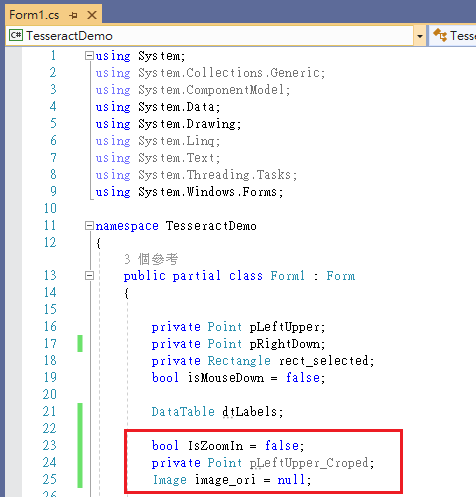 Form1.cs
C# TesseractDemo Tesse
1 using System;
2 using System.Collections.Generic;
3 using System.ComponentModel;
4 using System.Data;
5 using System.Drawing;
6 using System.Linq;
7 using System.Text;
8 using System.Threading.Tasks;
9 using System.Windows.Forms;
10
11 namespace TesseractDemo
12 {
3 個參考
13 public partial class Form1 : Form
14 {
15
16 private Point pLeftUpper;
17 private Point pRightDown;
18 private Rectangle rect_selected;
19 bool isMouseDown = false;
20
21 DataTable dtLabels;
22
23 bool IsZoomIn = false;
24 private Point pLeftUpper_Croped;
25 Image image_ori = null;